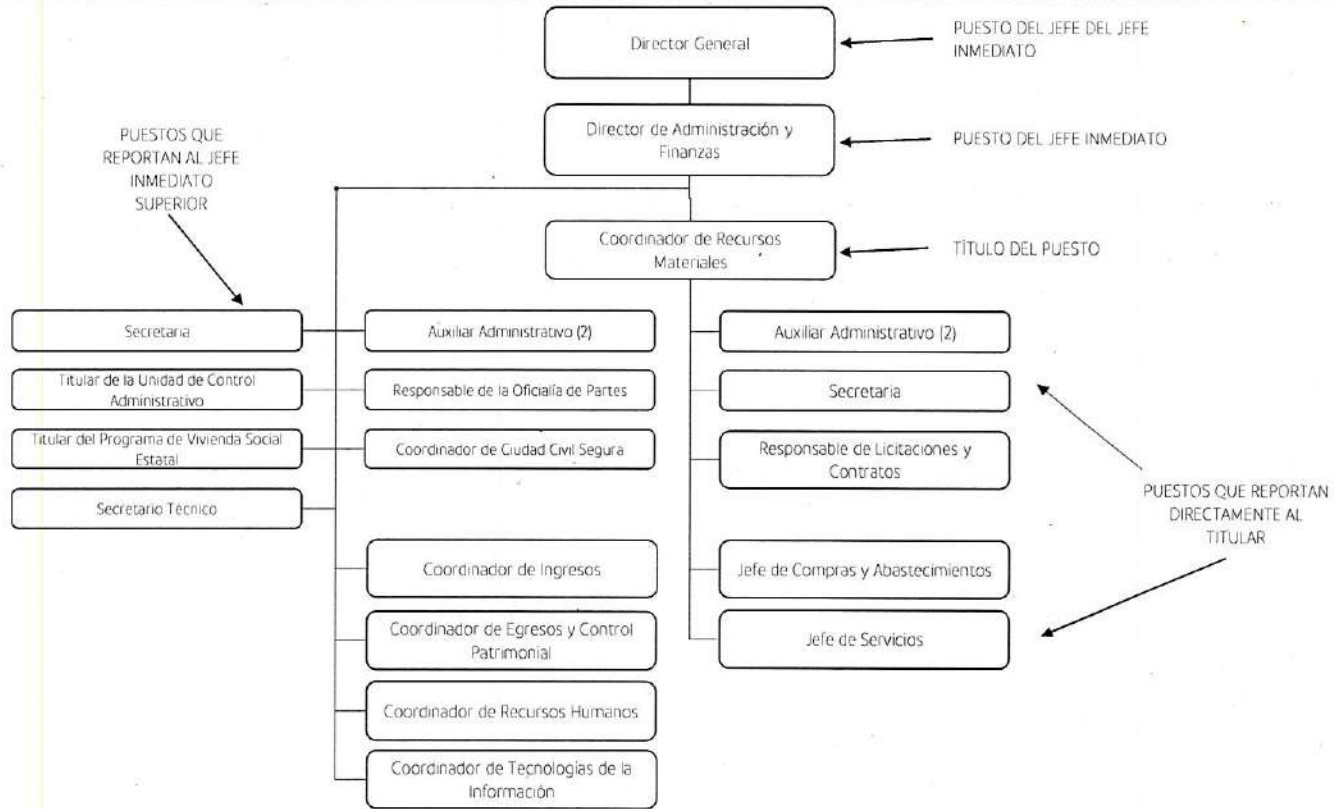 Director General
PUESTO DEL JEFE DEL JEFE
INMEDIATO
Director de Administración y
Finanzas
PUESTO DEL JEFE INMEDIATO
PUESTOS QUE
REPORTAN AL JEFE
INMEDIATO
SUPERIOR
Coordinador de Recursos
Materiales
TÍTULO DEL PUESTO
Secretaria
Auxiliar Administrativo (2)
Auxiliar Administrativo (2)
Titular de la Unidad de Control
Administrativo
Responsable de la Oficialía de Partes
Secretaria
Titular del Programa de Vivienda Social
Estatal
Coordinador de Ciudad Civil Segura
Responsable de Licitaciones y
Contratos
Secretario Técnico
PUESTOS QUE REPORTAN
DIRECTAMENTE AL
TITULAR
Coordinador de Ingresos
Jefe de Compras y Abastecimientos
Coordinador de Egresos y Control
Patrimonial
Jefe de Servicios
Coordinador de Recursos Humanos
Coordinador de Tecnologías de la
Información